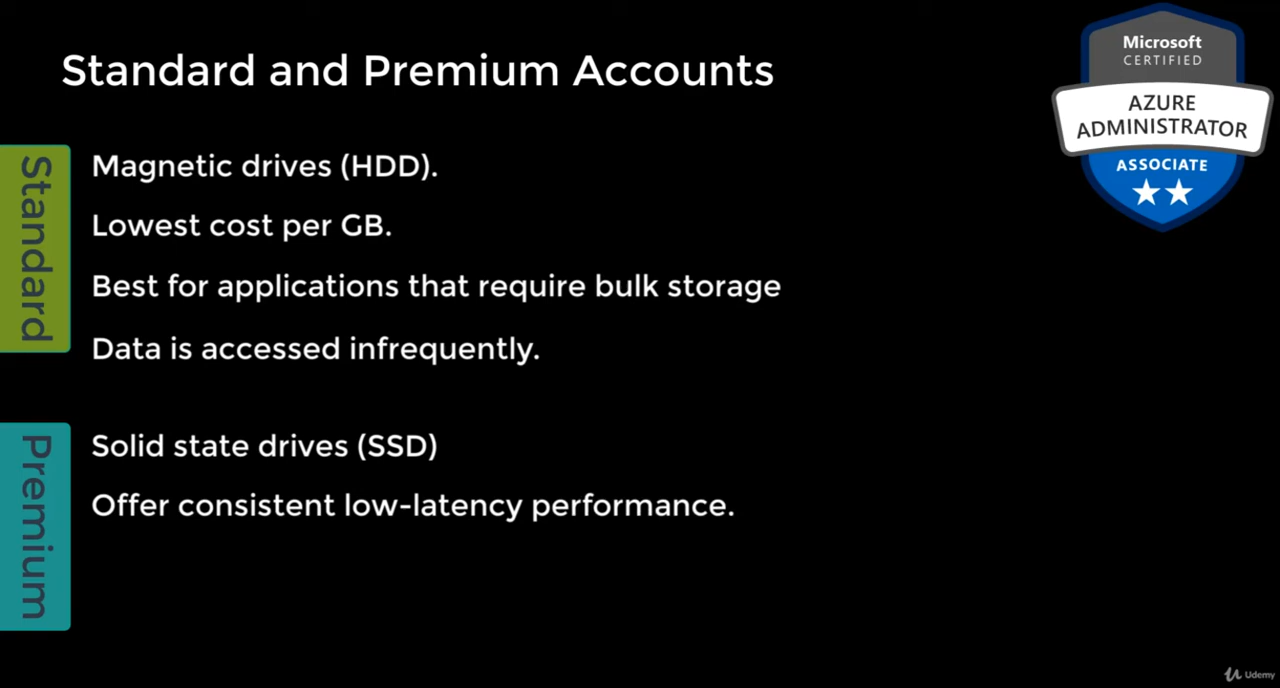 Standard and Premium Accounts
Microsoft
CERTIFIED
AZURE
ADMINISTRATOR
ASSOCIATE
Standard
Magnetic drives (HDD).
Lowest cost per GB.
Best for applications that require bulk storage
Data is accessed infrequently.
Premium
Solid state drives (SSD)
Offer consistent low-latency performance.
Udemy